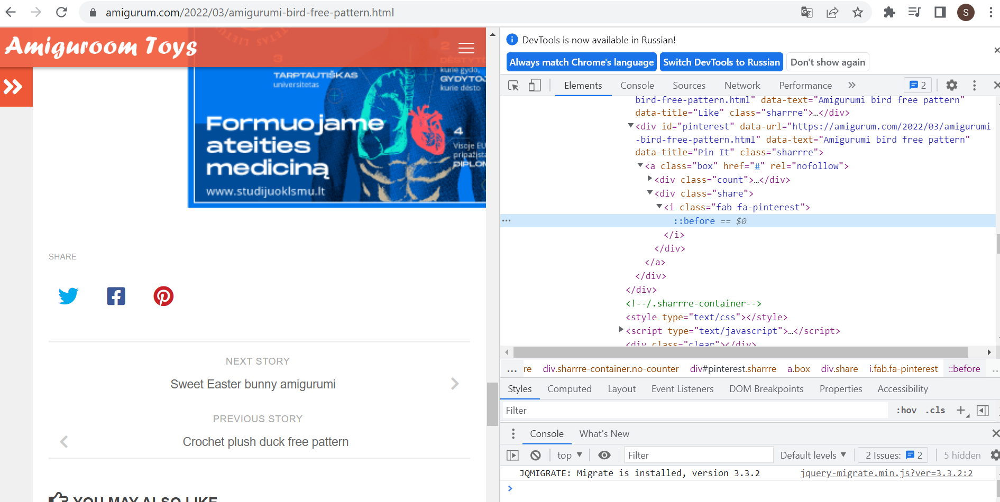 amigurum.com/2022/03/amigurumi-bird-free-pattern.html
S
Amiguroom Toys
TETAS LIETU
3
TARPTAUTIŠKAS
universitetas
2
DĖSTYTO
kurie gydo,
GYDYTOJ
kurie dėsto
Formuojame
ateities
mediciną
www.studijuoklsmu.lt
4
Visoje EU
pripažįsta
DIPLOM
SHARE
NEXT STORY
Sweet Easter bunny amigurumi
PREVIOUS STORY
Crochet plush duck free pattern
YOU MAY ALSO LIKE
DevTools is now available in Russian!
Always match Chrome's language
Switch DevTools to Russian
Don't show again
Elements Console Sources Network Performance » 2
bird-free-pattern.html" data-text="Amigurumi bird free pattern"
data-title="Like" class="sharrre">…</div>
<div id="pinterest" data-url="https://amigurum.com/2022/03/amigurumi
-bird-free-pattern.html" data-text="Amigurumi bird free pattern"
data-title="Pin It" class="sharrre">
<a class="box" href="#" rel="nofollow">
<div class="count">…</div>
<div class="share">
<i class="fab fa-pinterest">
… ::before == $0
</i>
</div>
</a>
</div>
</div>
<!--/.sharrre-container-->
<style type="text/css"></style>
<script type="text/javascript">…</script>
<div class="clear"></div>
… re div.sharrre-container.no-counter div#pinterest.sharrre a.box div.share i.fab.fa-pinterest ::before ..
Styles Computed Layout Event Listeners DOM Breakpoints Properties Accessibility
Filter :hov .cls +
Console What's New
top Filter Default levels 2 Issues: 2 5 hidden
JQMIGRATE: Migrate is installed, version 3.3.2 jquery-migrate.min.js?ver=3.3.2:2